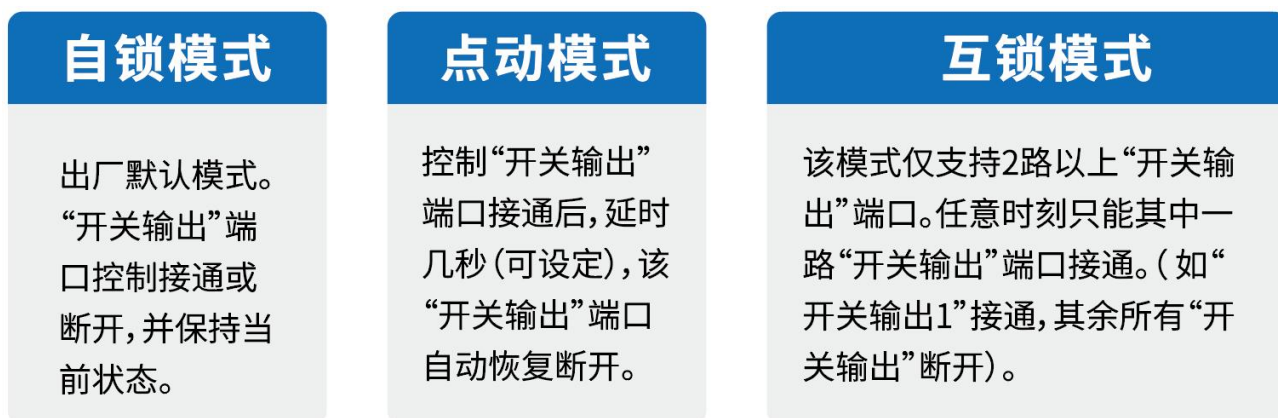 自锁模式
出厂默认模式。
“开关输出”端
口控制接通或
断开,并保持当
前状态。
点动模式
控制“开关输出”
端口接通后,延时
几秒(可设定),该
“开关输出”端口
自动恢复断开。
互锁模式
该模式仅支持2路以上“开关输
出”端口。任意时刻只能其中一
路“开关输出”端口接通。(如“
开关输出1”接通,其余所有“开
关输出”断开)。